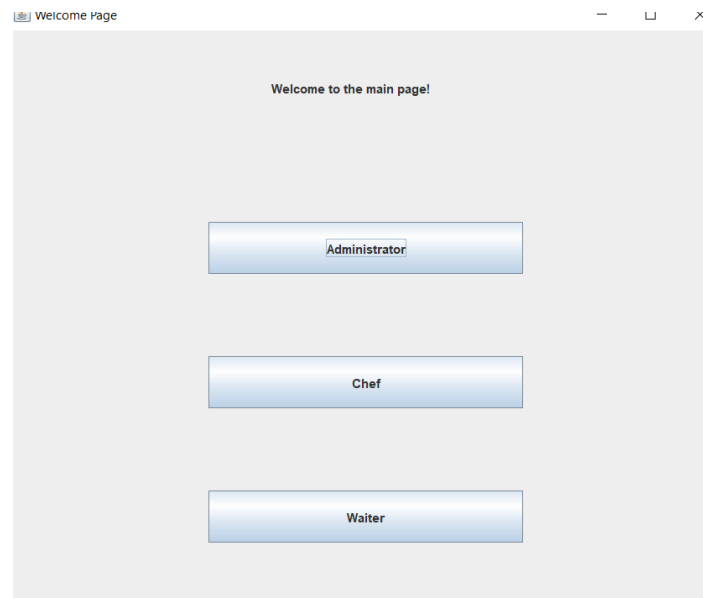 Welcome Page
Welcome to the main page!
Administrator
Chef
Waiter